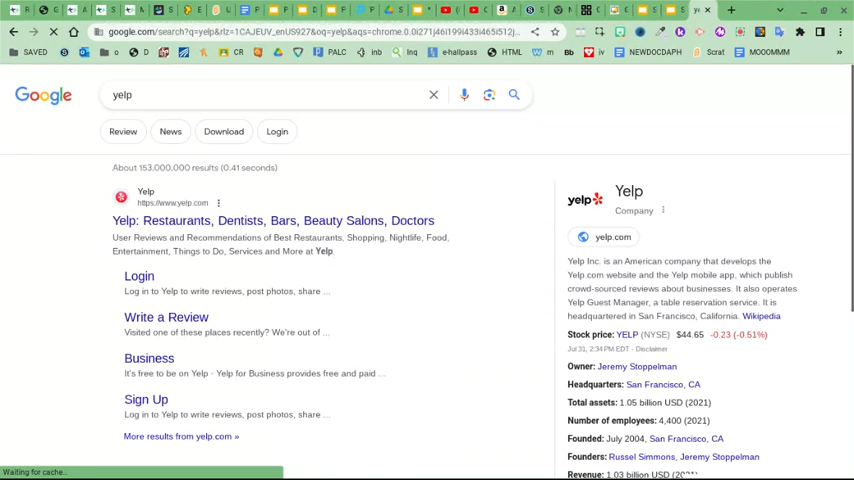 google.com/search?q=yelp&rlz=1CAJEUV_enUS927&oq=yelp&aqs=chrome.0.0i271j46i199i433i465i512j...
SAVED
o
D
CR
PALC
inb
Inq
e-hallpass
HTML
m
Bb
jv
NEWDOCDAPH
Scrat
MOOOMMM
»
Google
yelp
Review
News
Download
Login
About 153,000,000 results (0.41 seconds)
Yelp
https://www.yelp.com
Yelp: Restaurants, Dentists, Bars, Beauty Salons, Doctors
User Reviews and Recommendations of Best Restaurants, Shopping, Nightlife, Food,
Entertainment, Things to Do, Services and More at Yelp.
Login
Log in to Yelp to write reviews, post photos, share ...
Write a Review
Visited one of these places recently? We're out of ...
Business
It's free to be on Yelp · Yelp for Business provides free and paid ...
Sign Up
Log in to Yelp to write reviews, post photos, share ...
More results from yelp.com »
yelp
Yelp
Company
yelp.com
Yelp Inc. is an American company that develops the
Yelp.com website and the Yelp mobile app, which publish
crowd-sourced reviews about businesses. It also operates
Yelp Guest Manager, a table reservation service. It is
headquartered in San Francisco, California. Wikipedia
Stock price: YELP (NYSE) $44.65 -0.23 (-0.51%)
Jul 31, 2:34 PM EDT - Disclaimer
Owner: Jeremy Stoppelman
Headquarters: San Francisco, CA
Total assets: 1.05 billion USD (2021)
Number of employees: 4,400 (2021)
Founded: July 2004, San Francisco, CA
Founders: Russel Simmons, Jeremy Stoppelman
Revenue: 1.03 billion USD (2021)
Waiting for cache...